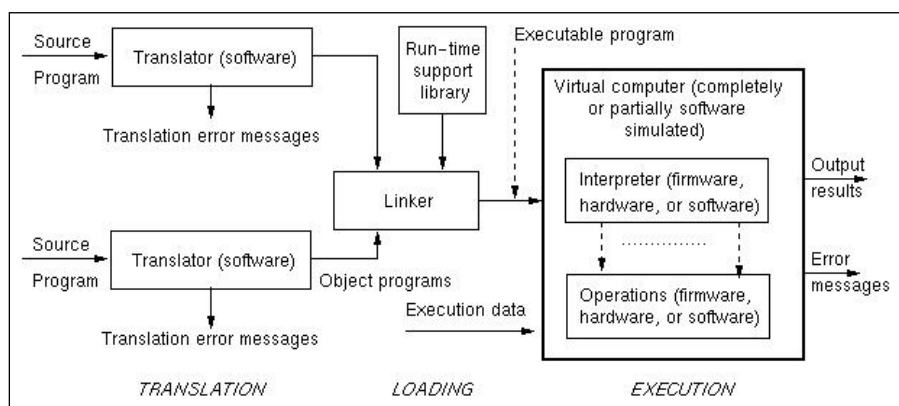 Source
Program
Translator (software)
Translation error messages
Run-time
support
library
Executable program
Virtual computer (completely
or partially software
simulated)
Linker
Interpreter (firmware,
hardware, or software)
..............
Operations (firmware,
hardware, or software)
Output
results
Error
messages
Source
Program
Translator (software)
Object programs
Translation error messages
Execution data
TRANSLATION
LOADING
EXECUTION